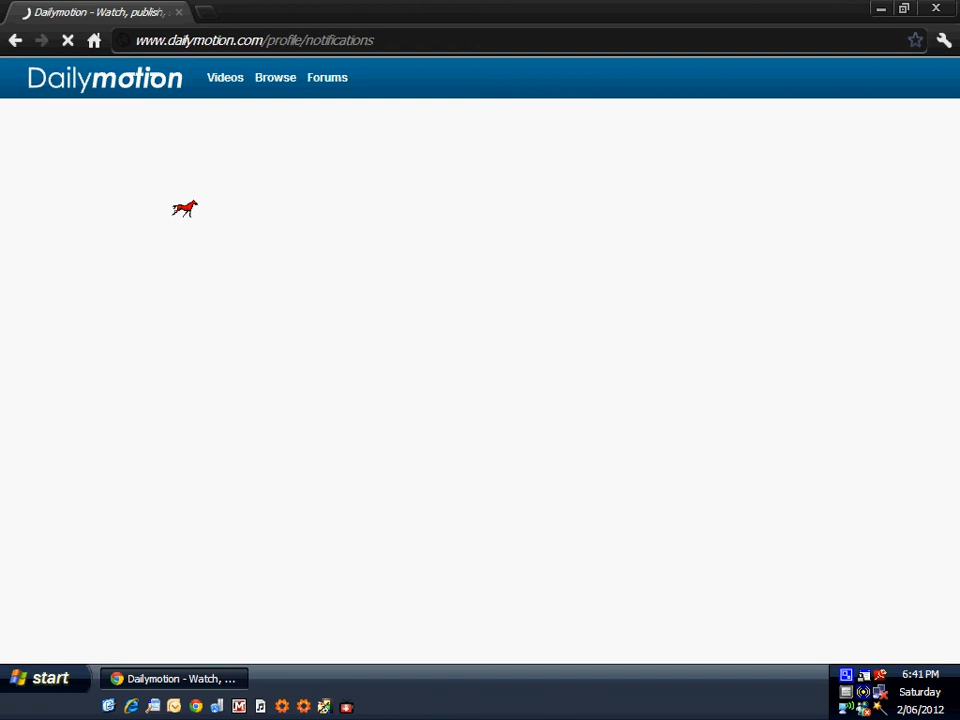 Dailymotion - Watch, publish,
www.dailymotion.com/profile/notifications
Dailymotion Videos Browse Forums
start Dailymotion - Watch, ... 6:41 PM
Saturday
2/06/2012